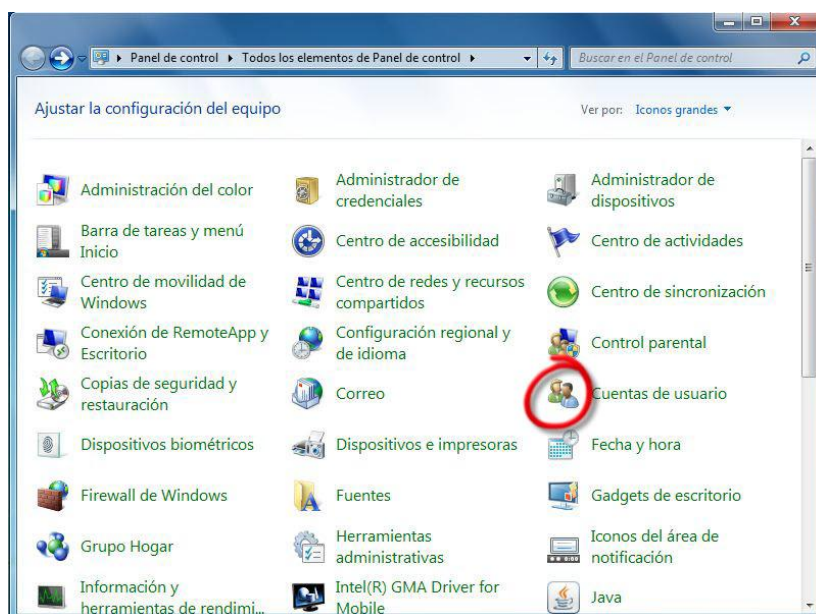 Panel de control
Todos los elementos de Panel de control
Buscar en el Panel de control
Ajustar la configuración del equipo
Ver por: Iconos grandes
Administración del color
Administrador de
credenciales
Administrador de
dispositivos
Barra de tareas y menú
Inicio
Centro de accesibilidad
Centro de actividades
Centro de movilidad de
Windows
Centro de redes y recursos
compartidos
Centro de sincronización
Conexión de RemoteApp y
Escritorio
Configuración regional y
de idioma
Control parental
Copias de seguridad y
restauración
Correo
Cuentas de usuario
Dispositivos biométricos
Dispositivos e impresoras
Fecha y hora
Firewall de Windows
Fuentes
Gadgets de escritorio
Grupo Hogar
Herramientas
administrativas
Iconos del área de
notificación
Información y
herramientas de rendimi...
Intel(R) GMA Driver for
Mobile
Java